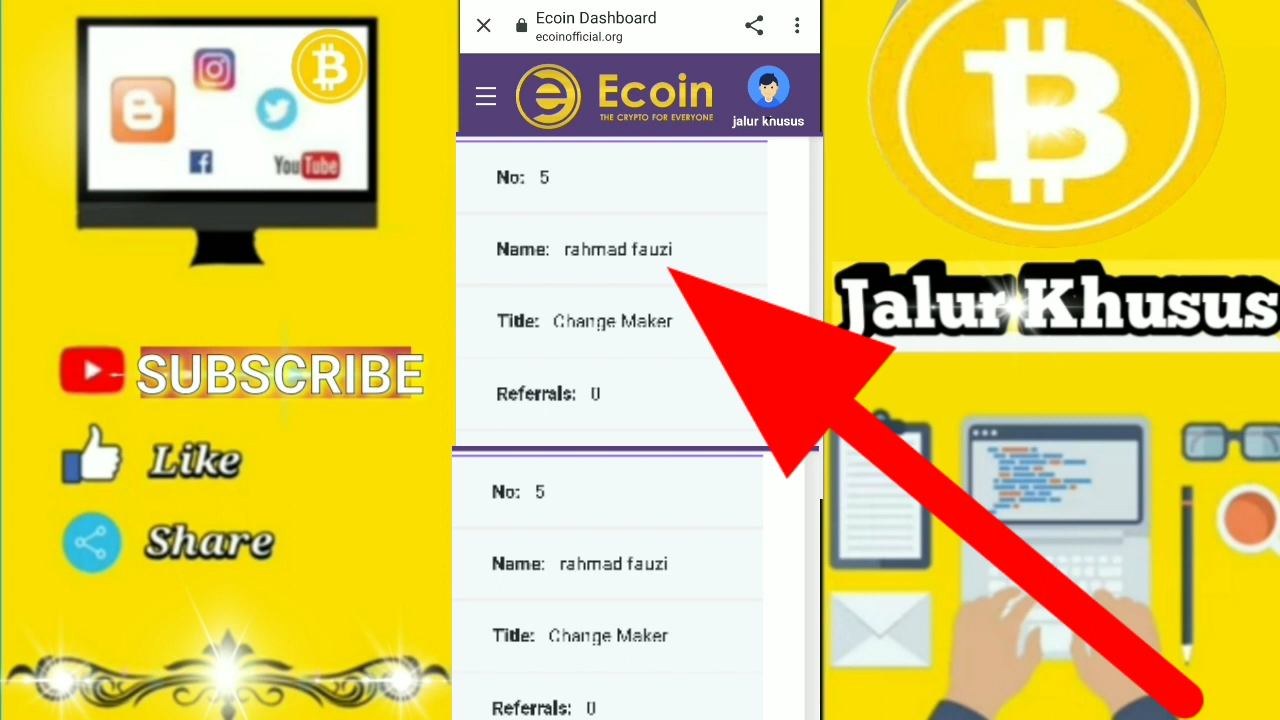 Ecoin Dashboard
ecoinofficial.org
Ecoin
THE CRYPTO FOR EVERYONE
jalur khusus
No: 5
Name: rahmad fauzi
Title: Change Maker
Referrals: 0
No: 5
Name: rahmad fauzi
Title: Change Maker
Referrals: 0
YouTube
SUBSCRIBE
Like
Share
Jalur Khusus